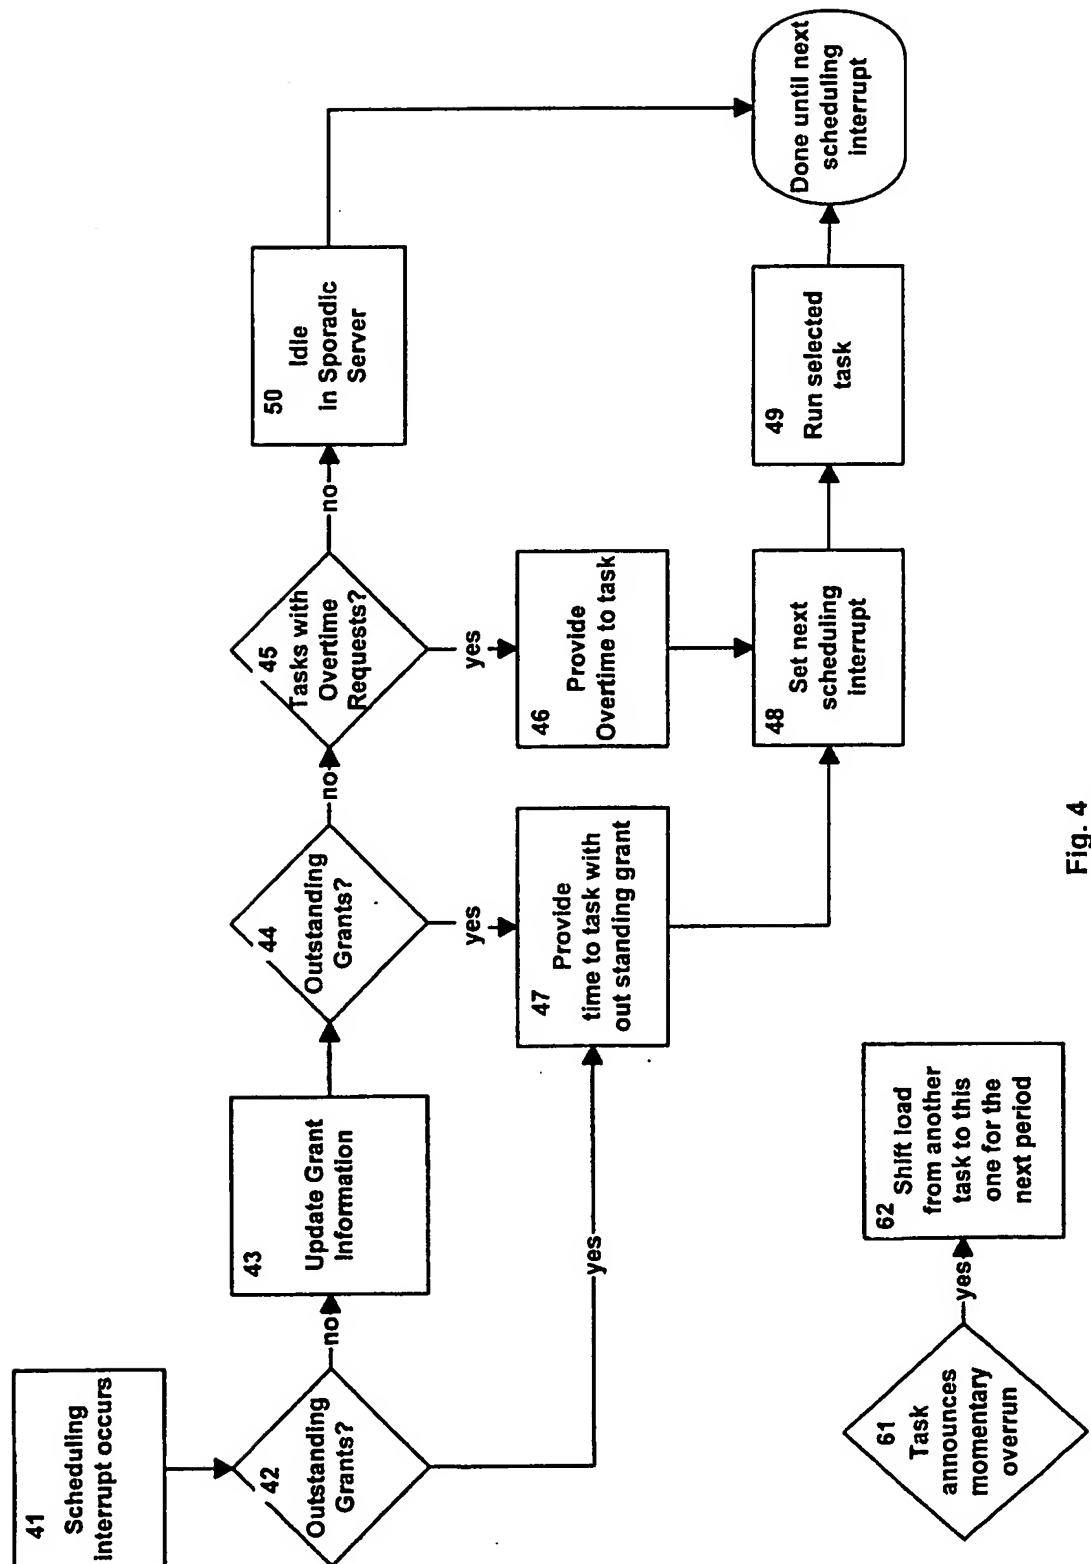 41
Scheduling
interrupt occurs
42
Outstanding
Grants?
no
yes
43
Update Grant
Information
44
Outstanding
Grants?
no
yes
45
Tasks with
Overtime
Requests?
no
yes
50
Idle
in Sporadic
Server
47
Provide
time to task with
out standing grant
46
Provide
Overtime to task
48
Set next
scheduling
interrupt
49
Run selected
task
Done until next
scheduling
interrupt
61
Task
announces
momentary
overrun
yes
62
Shift load
from another
task to this
one for the
next period
Fig. 4